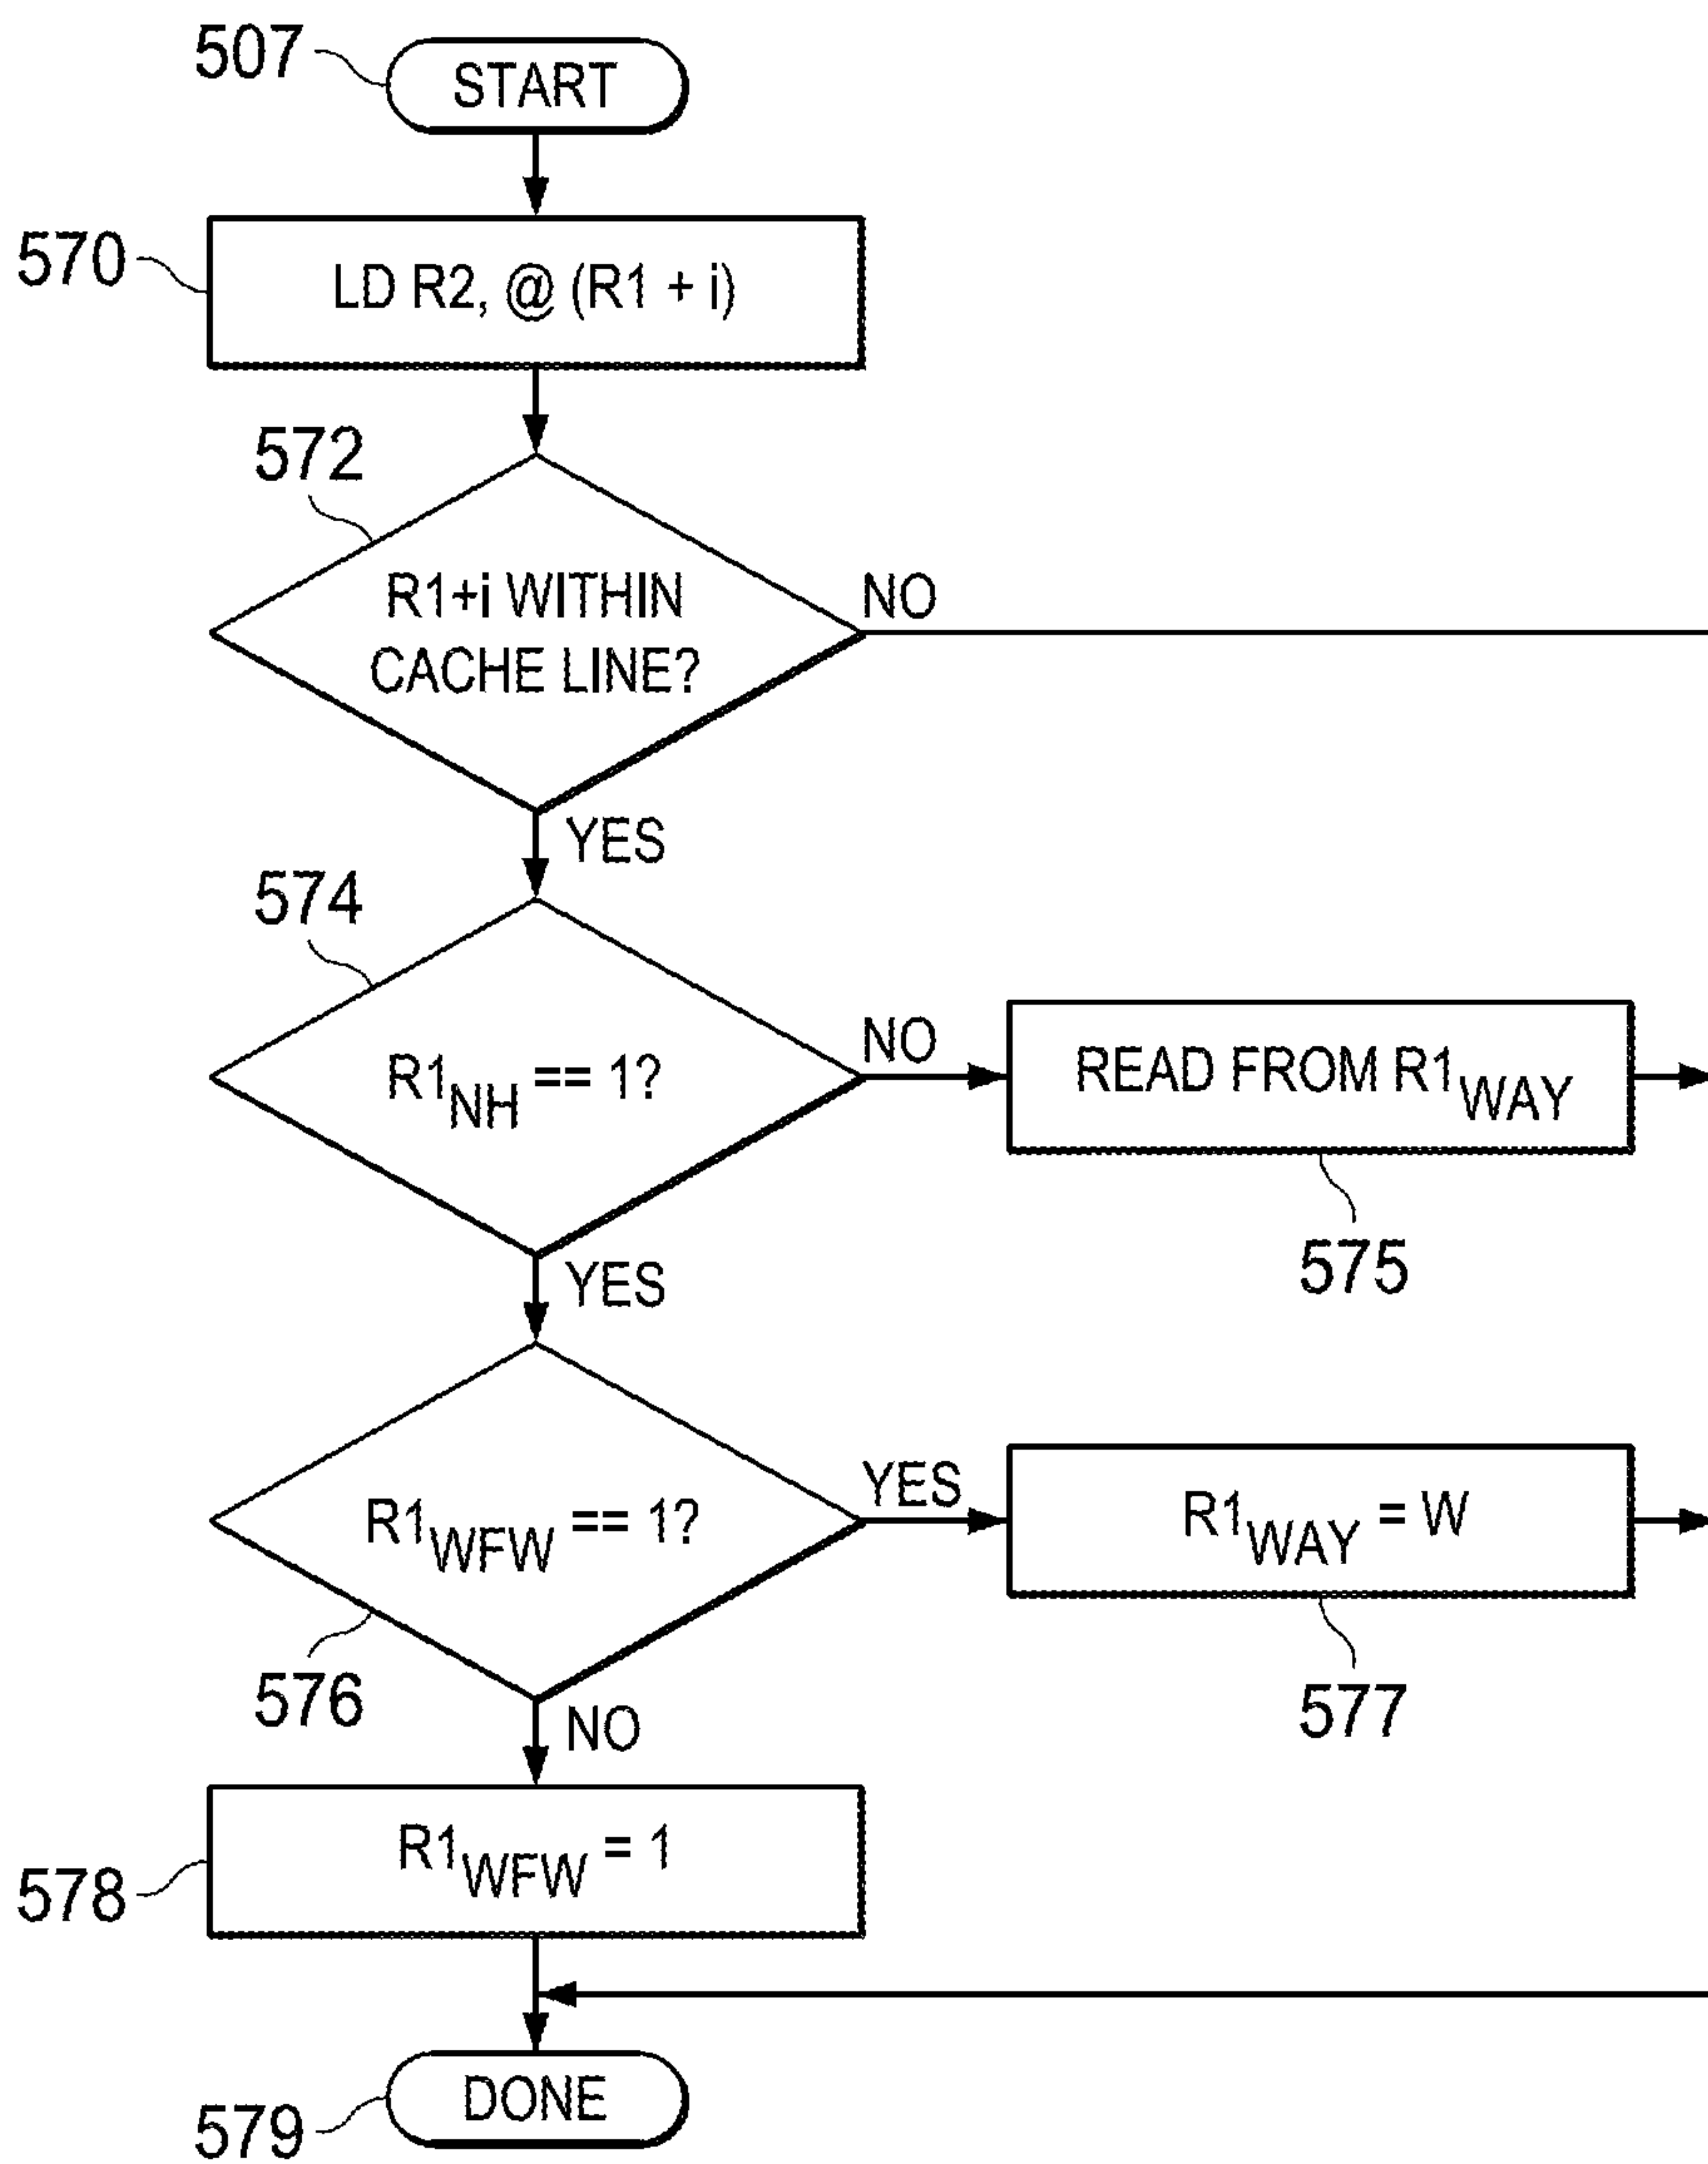 507
START
570
LD R2, @ (R1 + i)
572
R1+i WITHIN
CACHE LINE?
NO
YES
574
R1NH == 1?
NO
READ FROM R1WAY
575
YES
R1WFW == 1?
YES
R1WAY = W
576
577
NO
R1WFW = 1
578
DONE
579